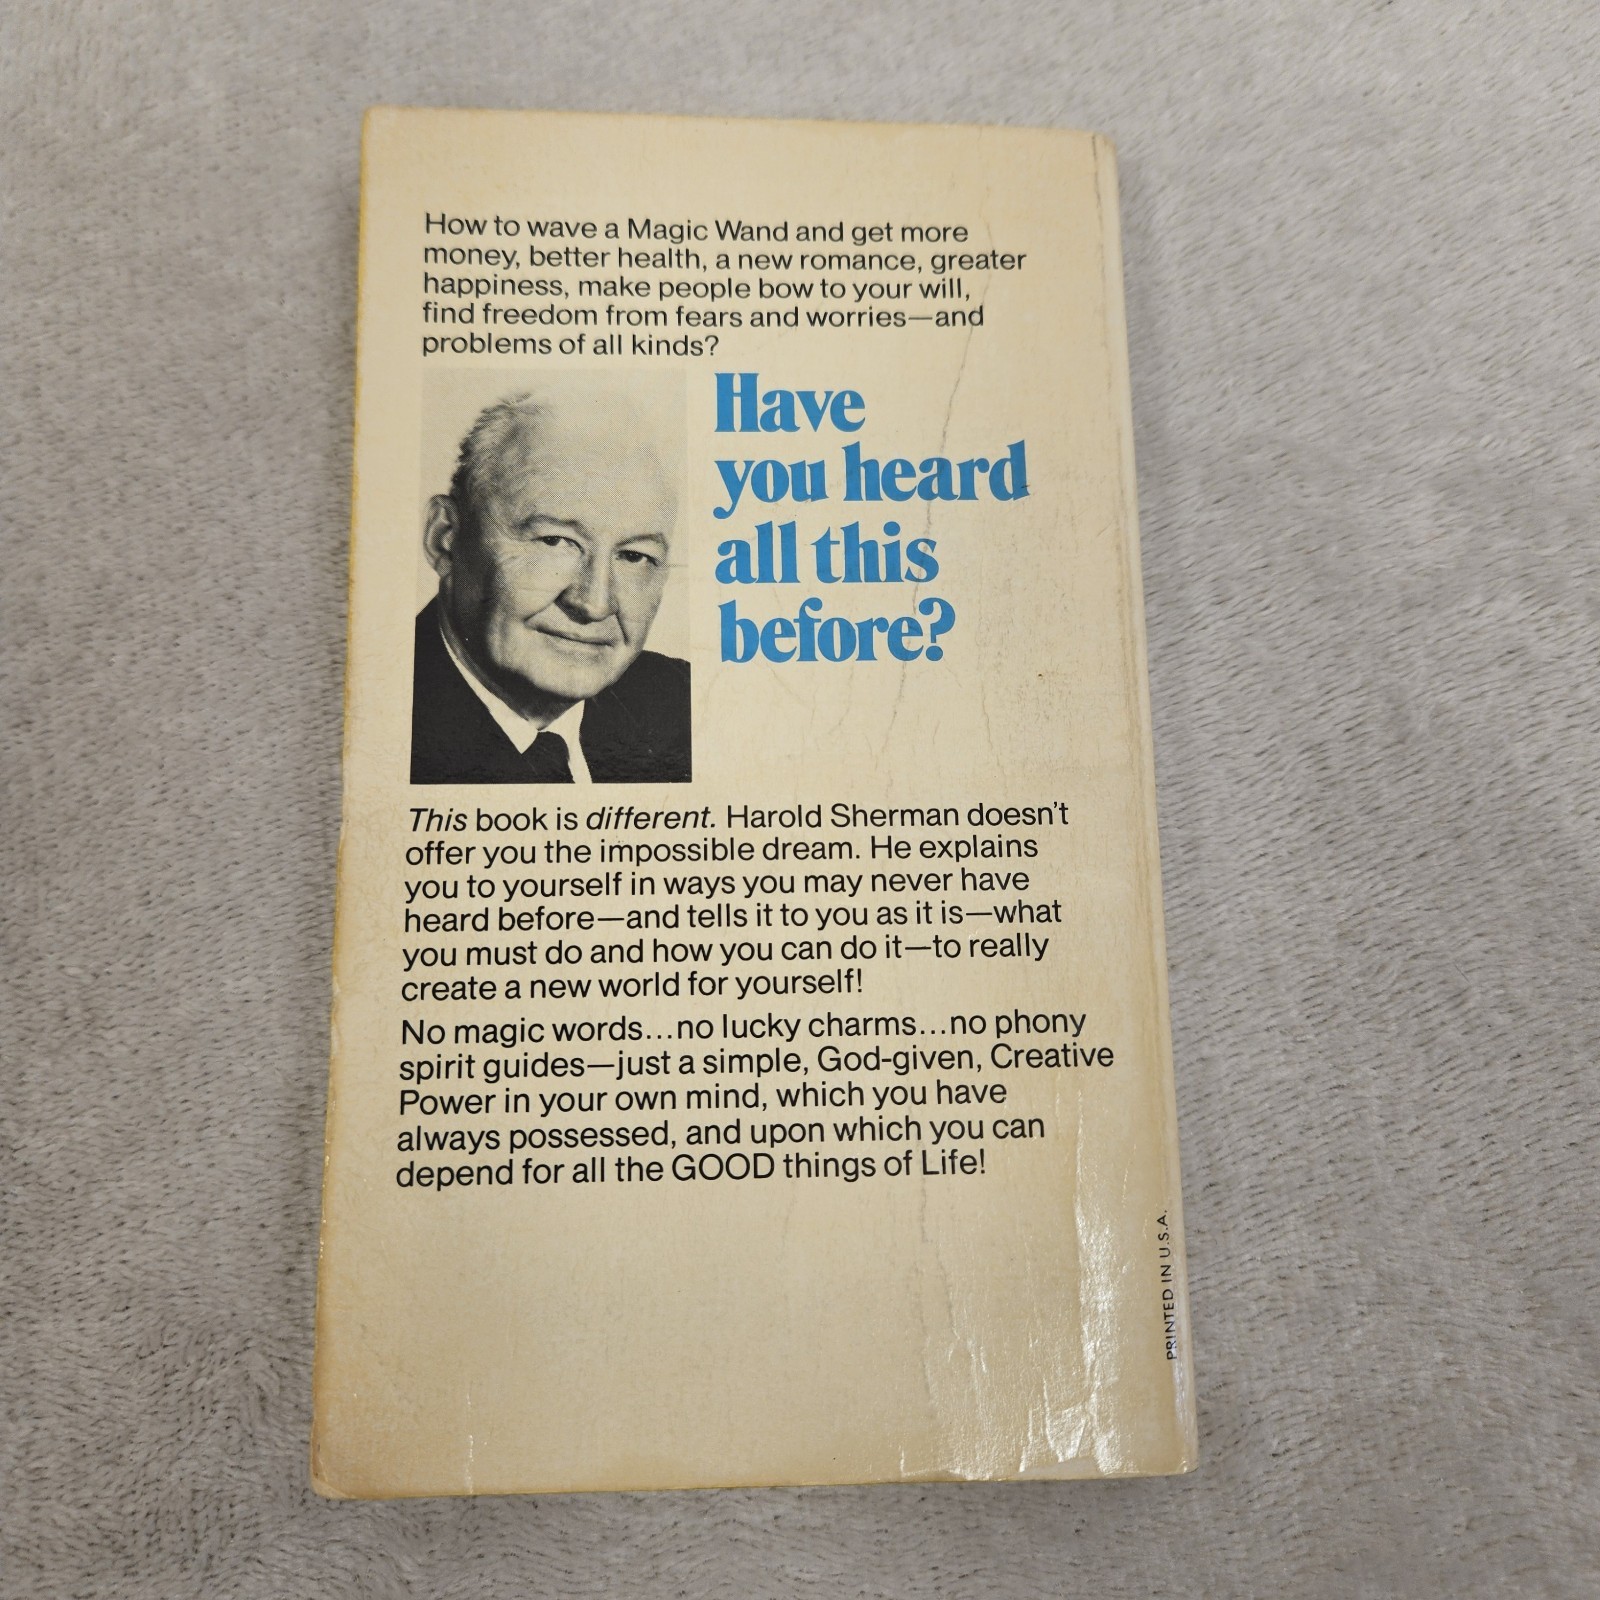 How to wave a Magic Wand and get more
money, better health, a new romance, greater
happiness, make people bow to your will,
find freedom from fears and worries—and
problems of all kinds?
Have
you heard
all this
before?
This book is different. Harold Sherman doesn't
offer you the impossible dream. He explains
you to yourself in ways you may never have
heard before—and tells it to you as it is—what
you must do and how you can do it—to really
create a new world for yourself!
No magic words...no lucky charms...no phony
spirit guides—just a simple, God-given, Creative
Power in your own mind, which you have
always possessed, and upon which you can
depend for all the GOOD things of Life!
PRINTED IN U.S.A.